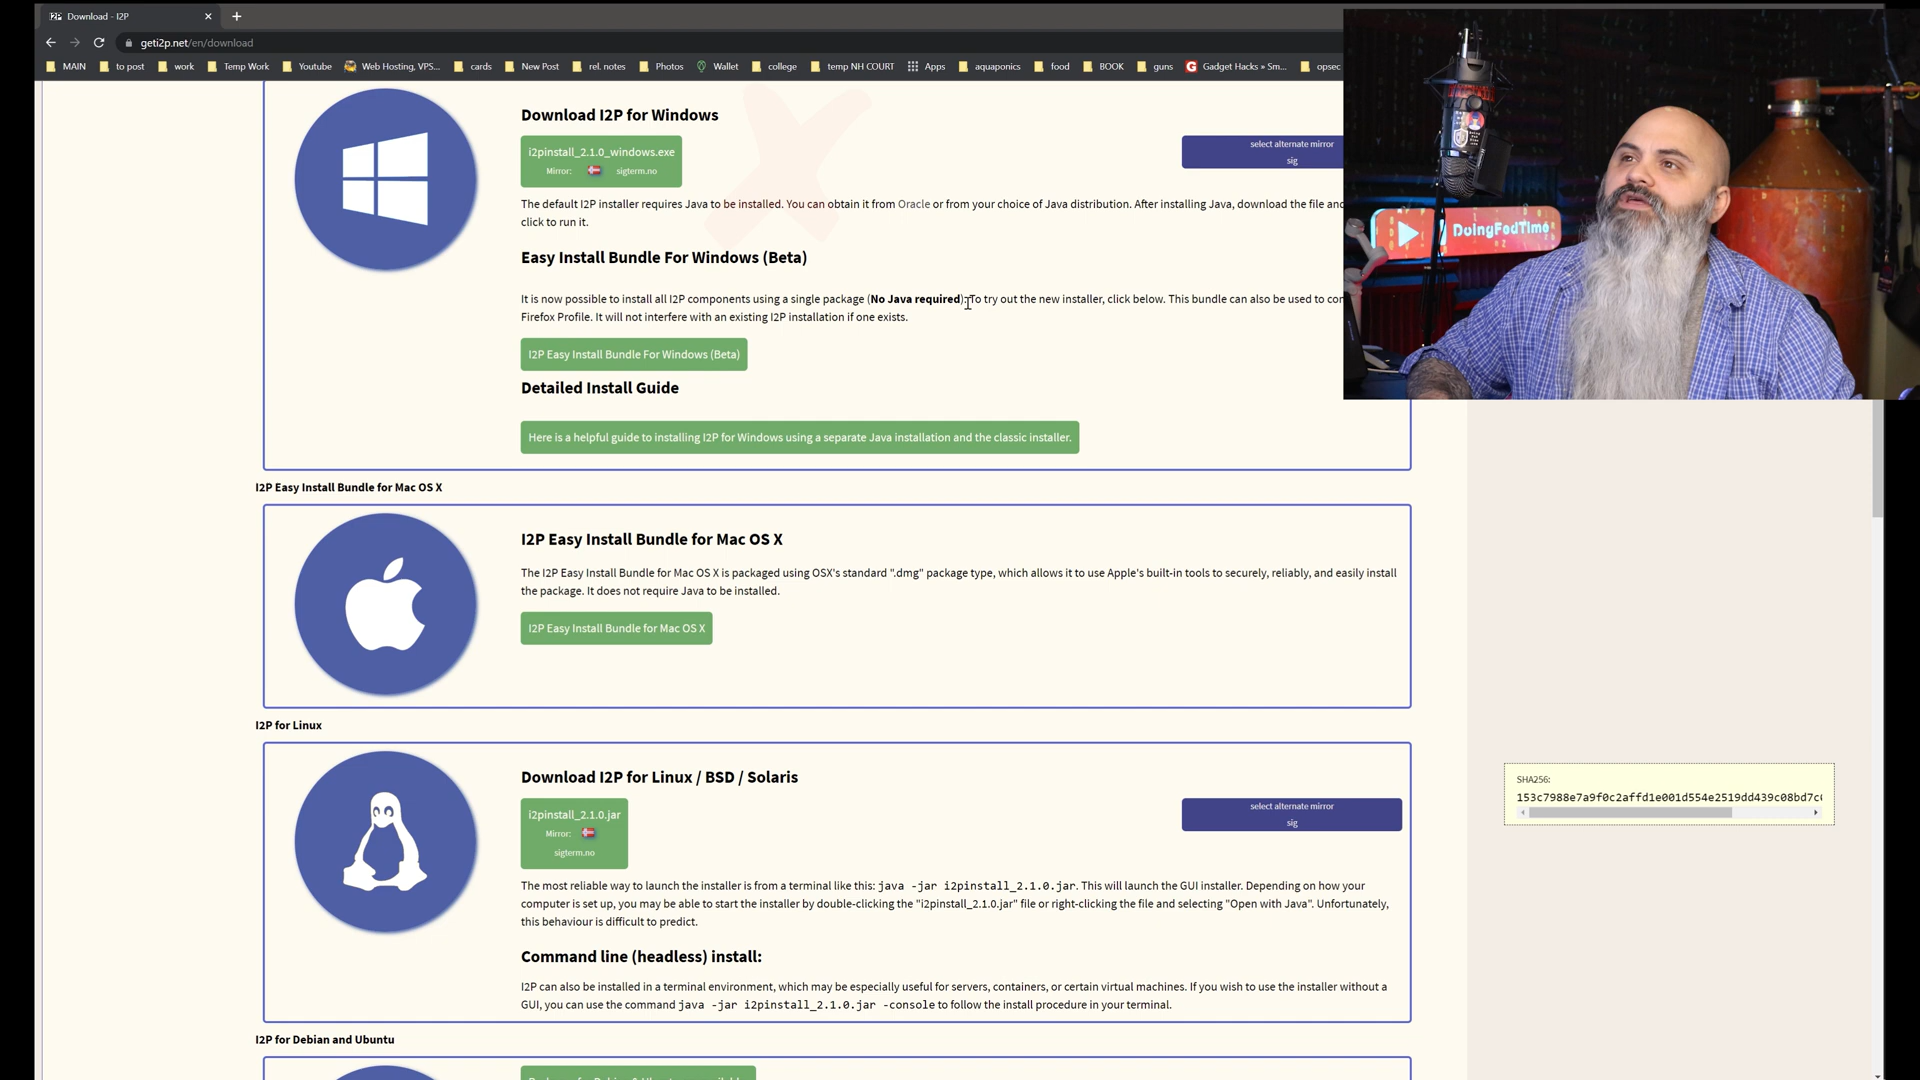 Download - I2P
geti2p.net/en/download
MAIN to post work Temp Work Youtube Web Hosting, VPS... cards New Post rel. notes Photos Wallet college temp NH COURT Apps aquaponics food BOOK guns Gadget Hacks » Sm... opsec
Download I2P for Windows
i2pinstall_2.1.0_windows.exe
Mirror: sigterm.no
select alternate mirror
sig
The default I2P installer requires Java to be installed. You can obtain it from Oracle or from your choice of Java distribution. After installing Java, download the file and
click to run it.
DoingFedTime
Easy Install Bundle For Windows (Beta)
It is now possible to install all I2P components using a single package (No Java required). To try out the new installer, click below. This bundle can also be used to con
Firefox Profile. It will not interfere with an existing I2P installation if one exists.
I2P Easy Install Bundle For Windows (Beta)
Detailed Install Guide
Here is a helpful guide to installing I2P for Windows using a separate Java installation and the classic installer.
I2P Easy Install Bundle for Mac OS X
I2P Easy Install Bundle for Mac OS X
The I2P Easy Install Bundle for Mac OS X is packaged using OSX's standard ".dmg" package type, which allows it to use Apple's built-in tools to securely, reliably, and easily install
the package. It does not require Java to be installed.
I2P Easy Install Bundle for Mac OS X
I2P for Linux
Download I2P for Linux / BSD / Solaris
i2pinstall_2.1.0.jar
Mirror:
sigterm.no
select alternate mirror
sig
SHA256:
153c7988e7a9f0c2affd1e001d554e2519dd439c08bd7c
The most reliable way to launch the installer is from a terminal like this: java -jar i2pinstall_2.1.0.jar. This will launch the GUI installer. Depending on how your
computer is set up, you may be able to start the installer by double-clicking the "i2pinstall_2.1.0.jar" file or right-clicking the file and selecting "Open with Java". Unfortunately,
this behaviour is difficult to predict.
Command line (headless) install:
I2P can also be installed in a terminal environment, which may be especially useful for servers, containers, or certain virtual machines. If you wish to use the installer without a
GUI, you can use the command java -jar i2pinstall_2.1.0.jar -console to follow the install procedure in your terminal.
I2P for Debian and Ubuntu